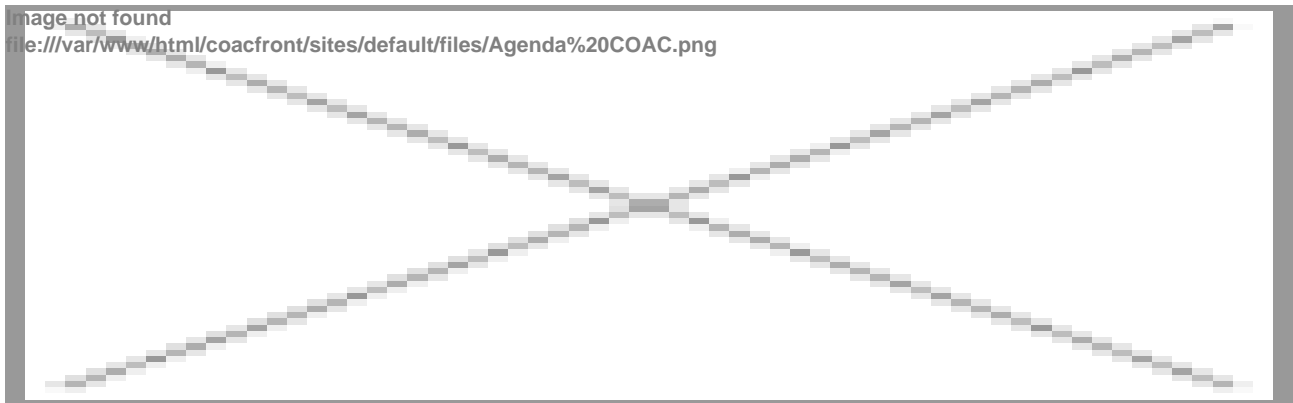 Image not found
file:///var/www/html/coacfront/sites/default/files/Agenda%20COAC.png